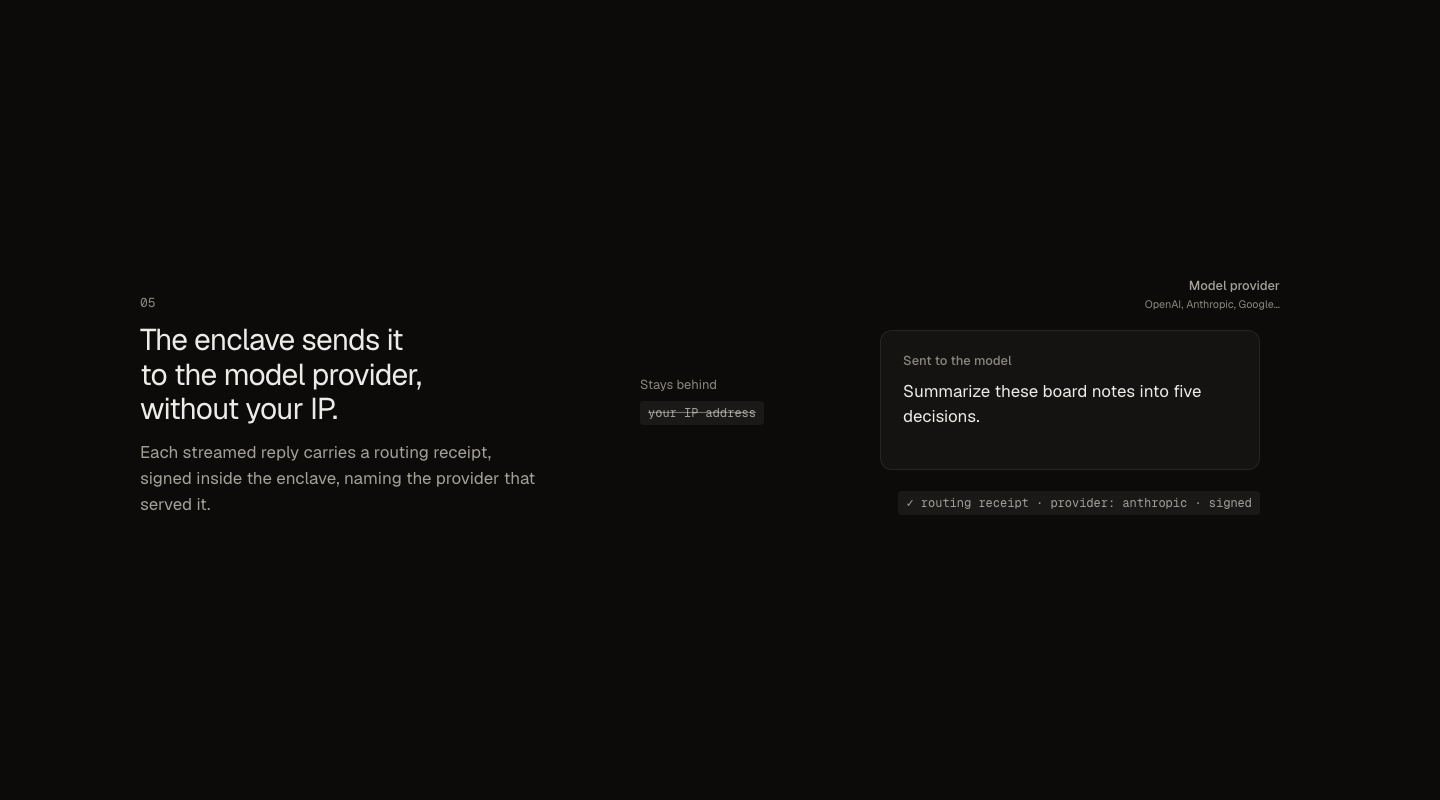 05
The enclave sends it
to the model provider,
without your IP.
Each streamed reply carries a routing receipt,
signed inside the enclave, naming the provider that
served it.
Stays behind
your IP address
Model provider
OpenAI, Anthropic, Google…
Sent to the model
Summarize these board notes into five
decisions.
✓ routing receipt · provider: anthropic · signed